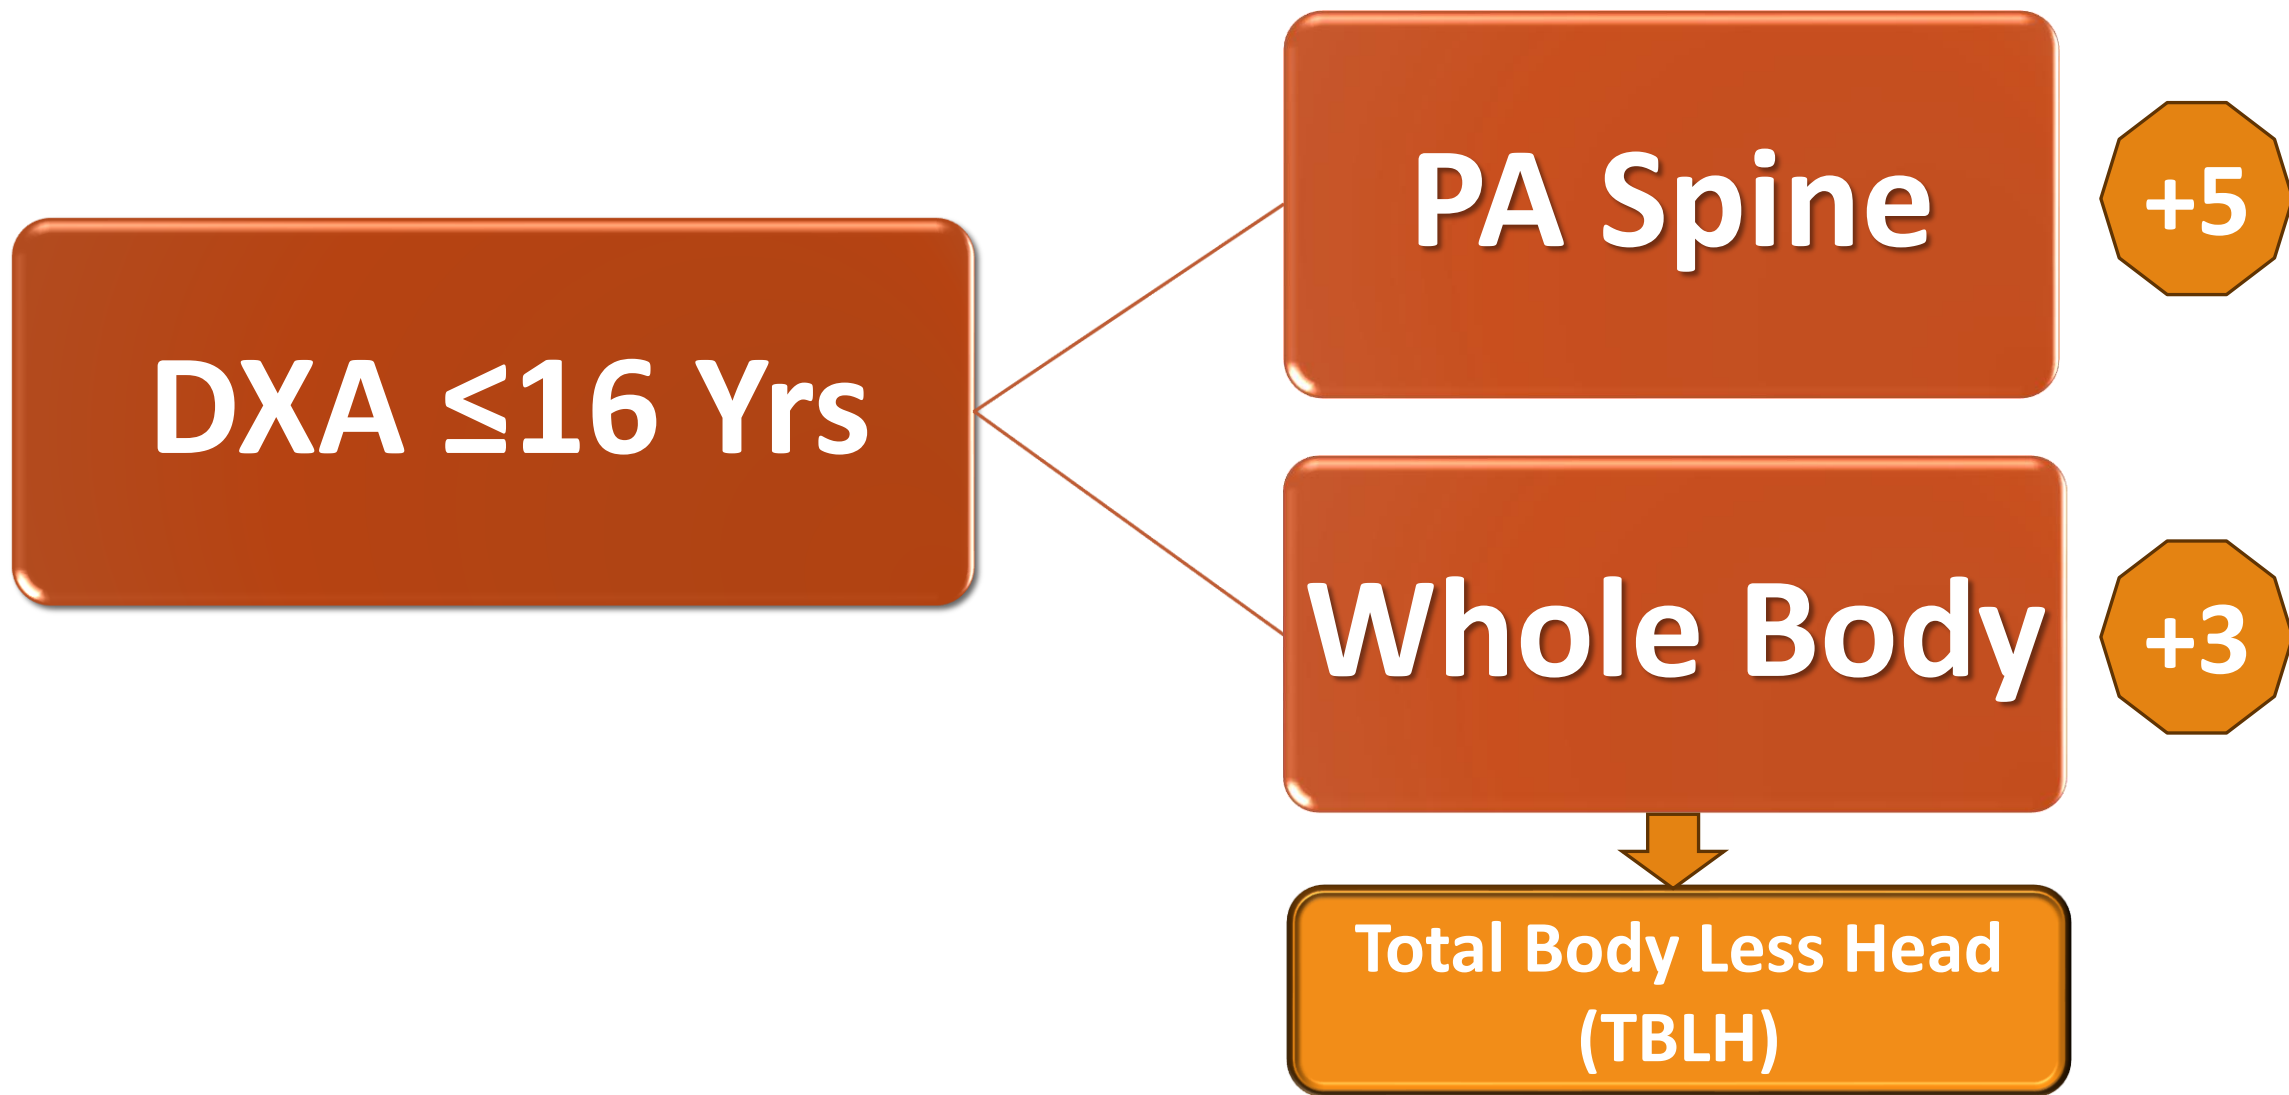 DXA ≤16 Yrs
PA Spine
+5
Whole Body
+3
Total Body Less Head
(TBLH)